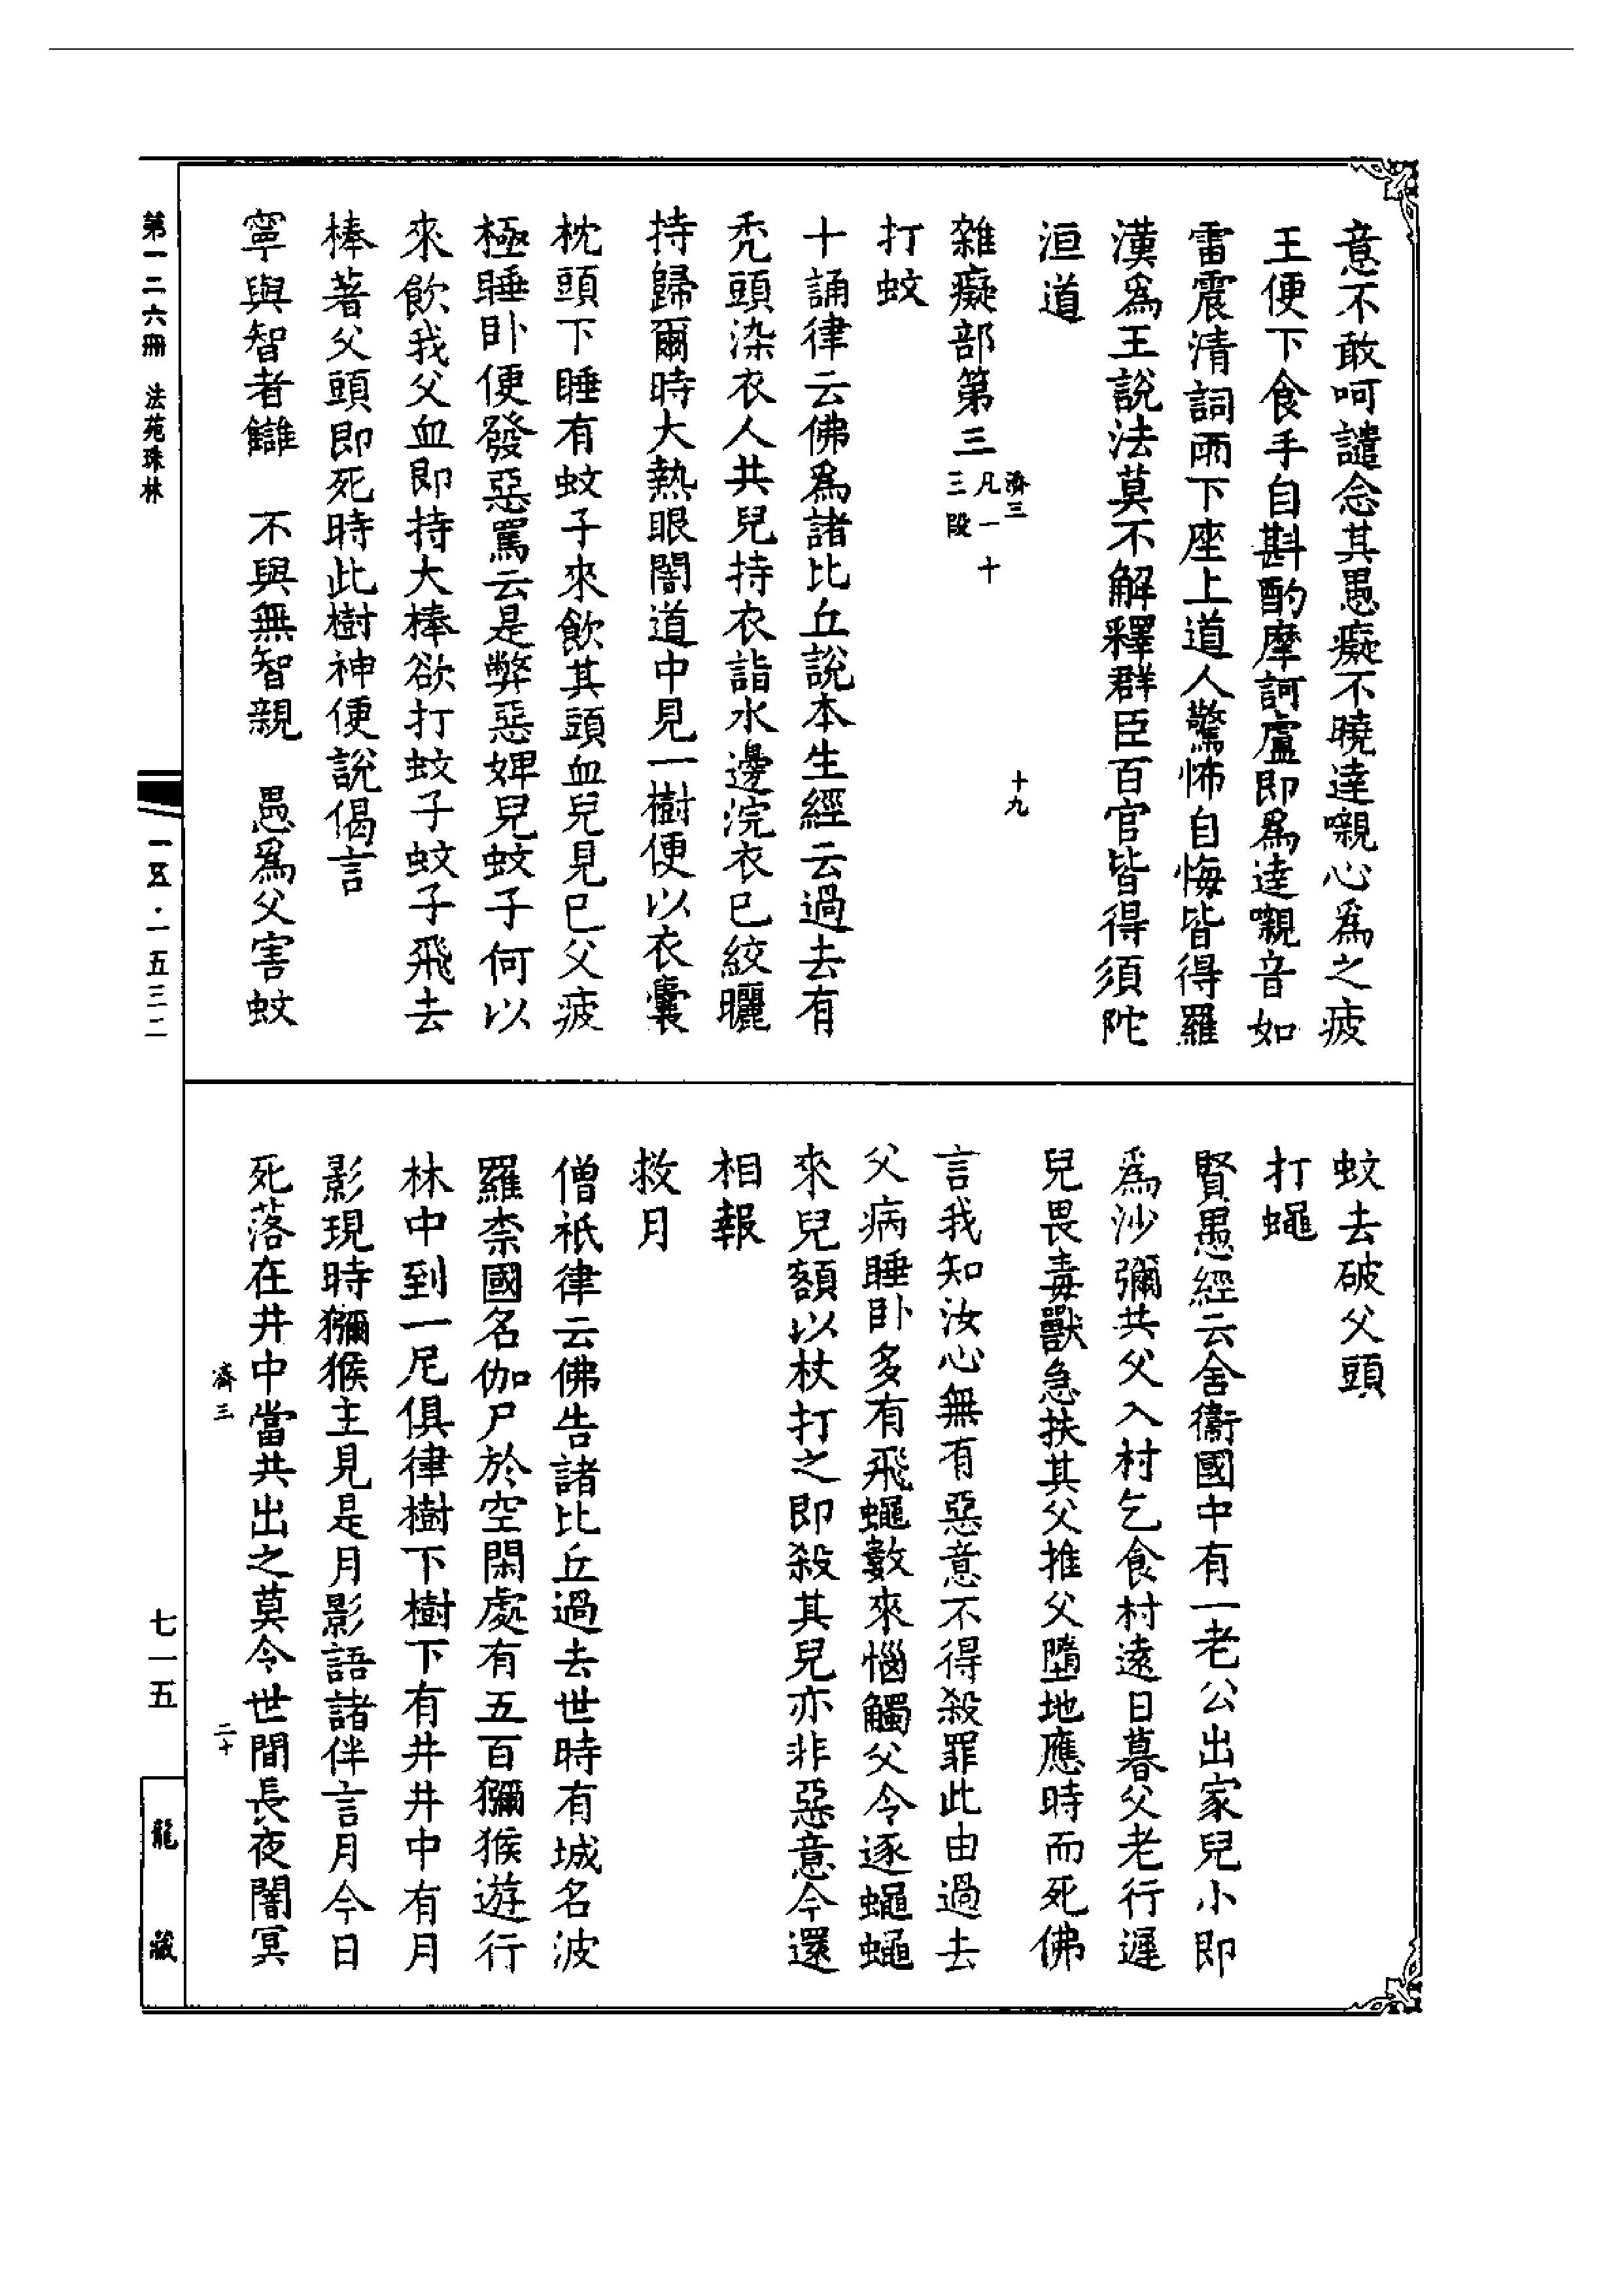 意不敢呵譴念其愚癡不曉達嚫心爲之疲
王便下食手自斟酌摩訶盧即爲達嚫音如
雷震清詞雨下座上道人驚怖自悔皆得羅
漢爲王說法莫不解釋群臣百官皆得須陀
洹道
濟三 十九
雜癡部第三凡一十三段
打蚊
十誦律云佛爲諸比丘說本生經云過去有
禿頭染衣人共兒持衣詣水邊浣衣已絞曬
持歸爾時大熱眼闇道中見一樹便以衣囊
枕頭下睡有蚊子來飲其頭血兒見已父疲
極睡卧便發惡罵云是弊惡婢兒蚊子何以
來飲我父血即持大棒欲打蚊子蚊子飛去
棒著父頭即死時此樹神便說偈言
寧與智者讎 不與無智親 愚爲父害蚊
蚊去破父頭
打蠅
賢愚經云舍衞國中有一老公出家兒小即
爲沙彌共父入村乞食村遠日暮父老行遲
兒畏毒獸急扶其父推父墮地應時而死佛
言我知汝心無有惡意不得殺罪此由過去
父病睡卧多有飛蠅數來惱觸父令逐蠅蠅
來兒額以杖打之即殺其兒亦非惡意今還
相報
救月
僧祇律云佛告諸比丘過去世時有城名波
羅柰國名伽尸於空閑處有五百獼猴遊行
林中到一尼俱律樹下樹下有井井中有月
影現時獼猴主見是月影語諸伴言月今日
死落在井中當共出之莫令世間長夜闇冥
濟三 二十
第一二六冊 法苑珠林
一五五·一五三二
七一五
龍藏